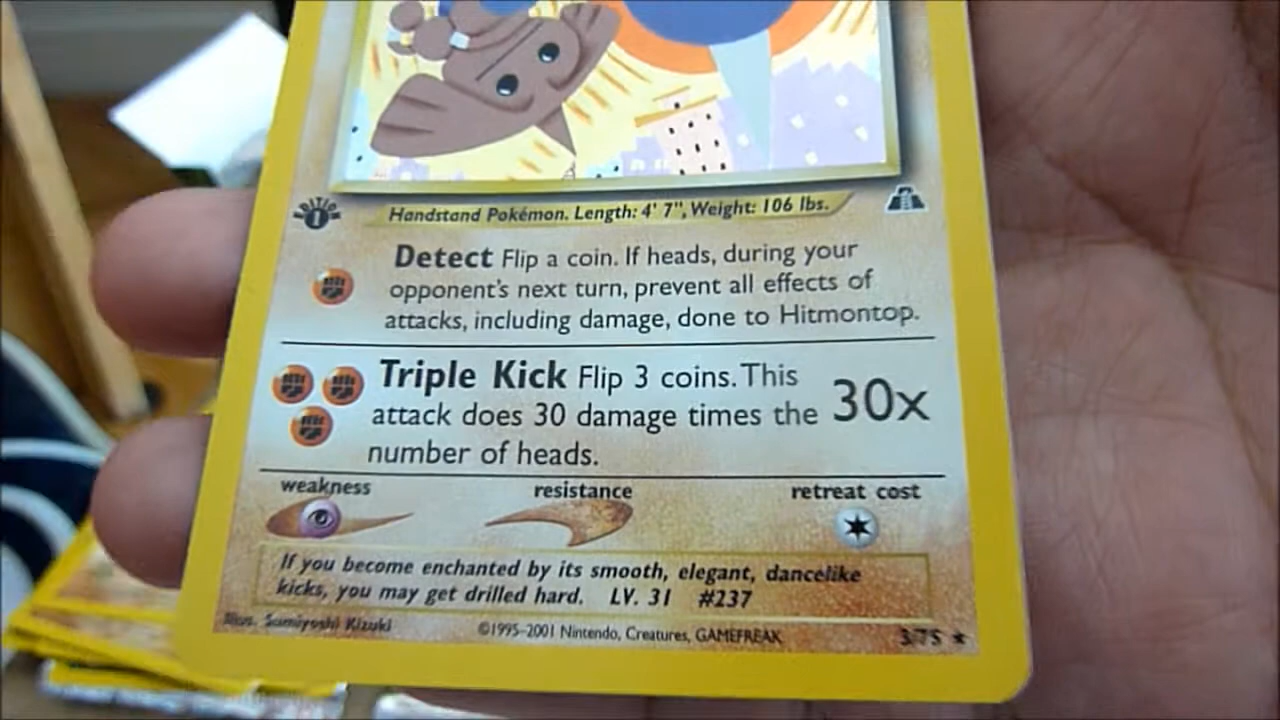 EDITION 1
Handstand Pokémon. Length: 4' 7", Weight: 106 lbs.
Detect Flip a coin. If heads, during your
opponent's next turn, prevent all effects of
attacks, including damage, done to Hitmontop.
Triple Kick Flip 3 coins. This
attack does 30 damage times the
number of heads.
30x
weakness resistance retreat cost
If you become enchanted by its smooth, elegant, dancelike
kicks, you may get drilled hard. LV. 31 #237
Illus. Sumiyoshi Kizuki ©1995-2001 Nintendo, Creatures, GAMEFREAK 3/75 ★